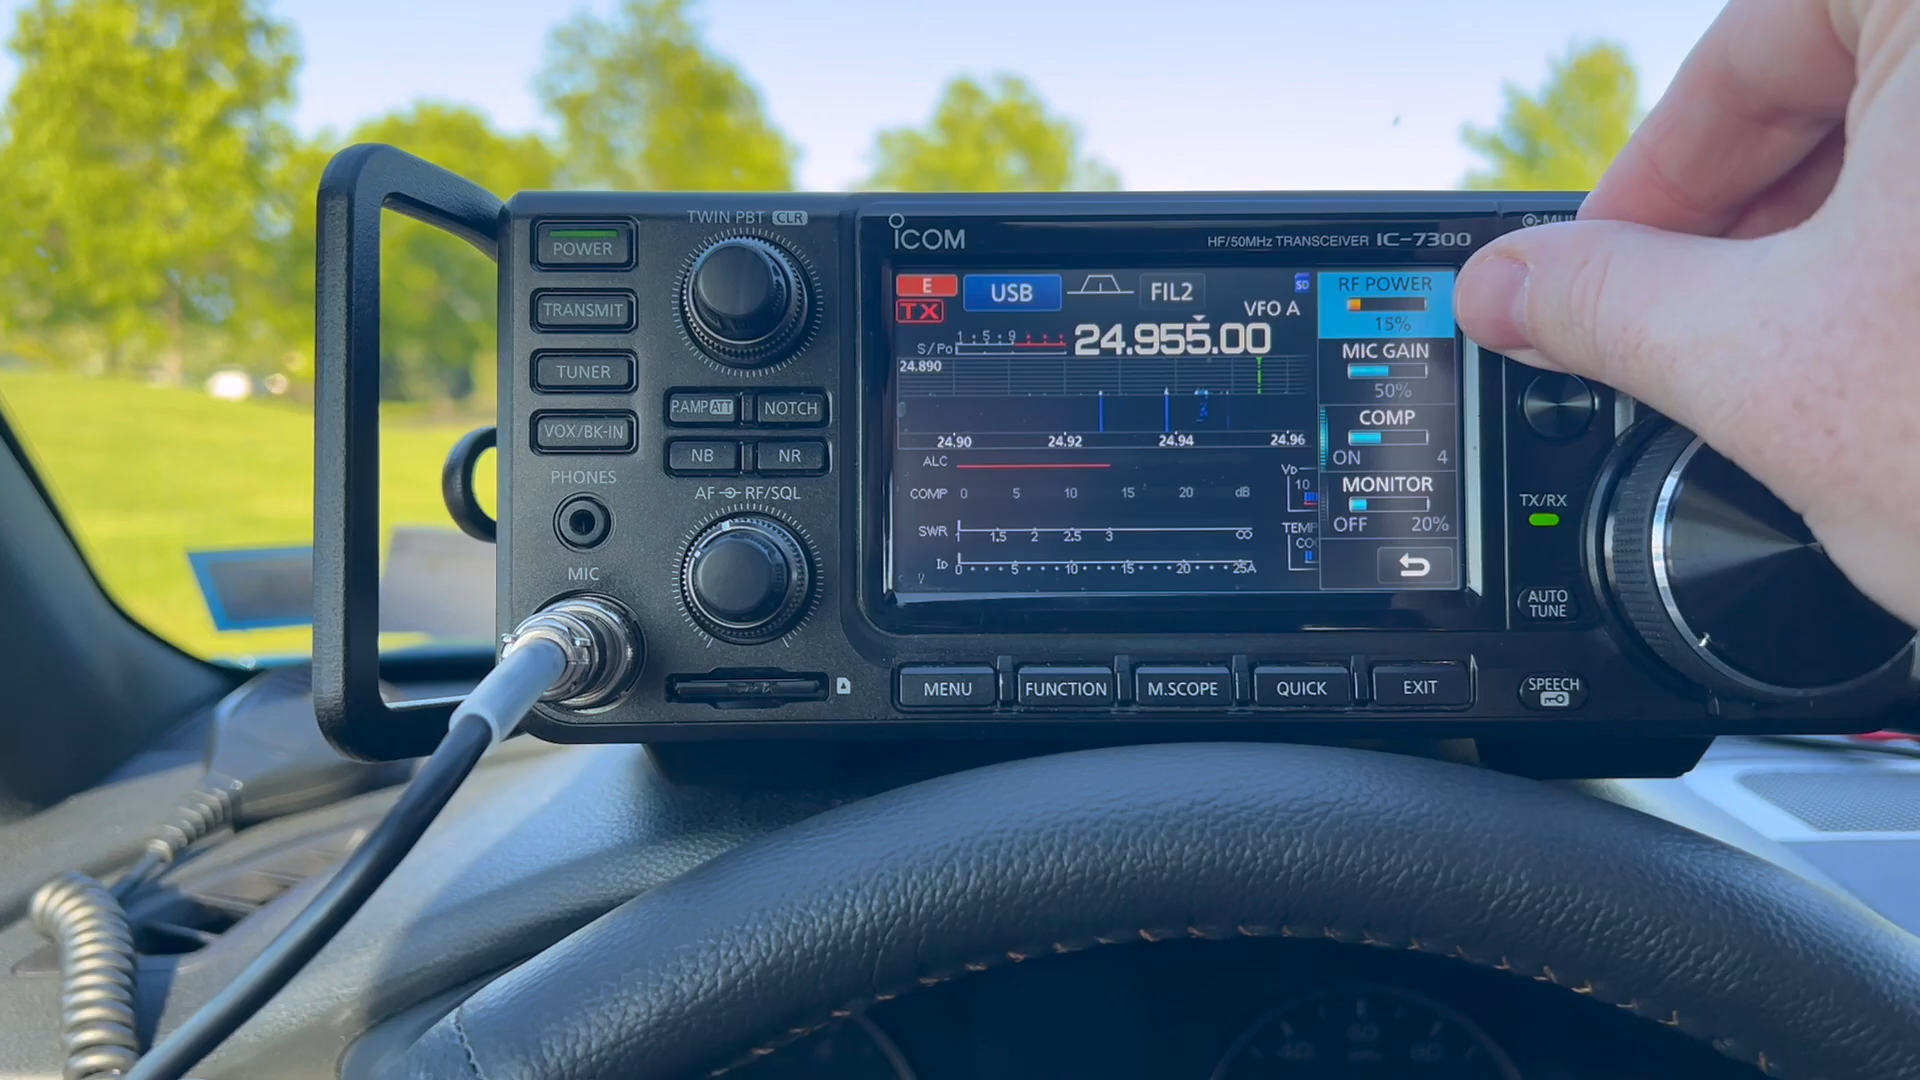 POWER
TRANSMIT
TUNER
VOX/BK-IN
PHONES
MIC
TWIN PBT CLR
P.AMP ATT NOTCH
NB NR
AF RF/SQL
ICOM
HF/50MHz TRANSCEIVER IC-7300
E
TX
USB
FIL2
VFO A
SD
S/Po 1 5 9
24.955.00
24.890
24.90 24.92 24.94 24.96
ALC
COMP 0 5 10 15 20 dB
SWR 1 1.5 2 2.5 3 ∞
ID 0 5 10 15 20 25A
VD
10
TEMP
RF POWER
15%
MIC GAIN
50%
COMP
ON 4
MONITOR
OFF 20%
TX/RX
AUTO
TUNE
SPEECH
MENU FUNCTION M.SCOPE QUICK EXIT